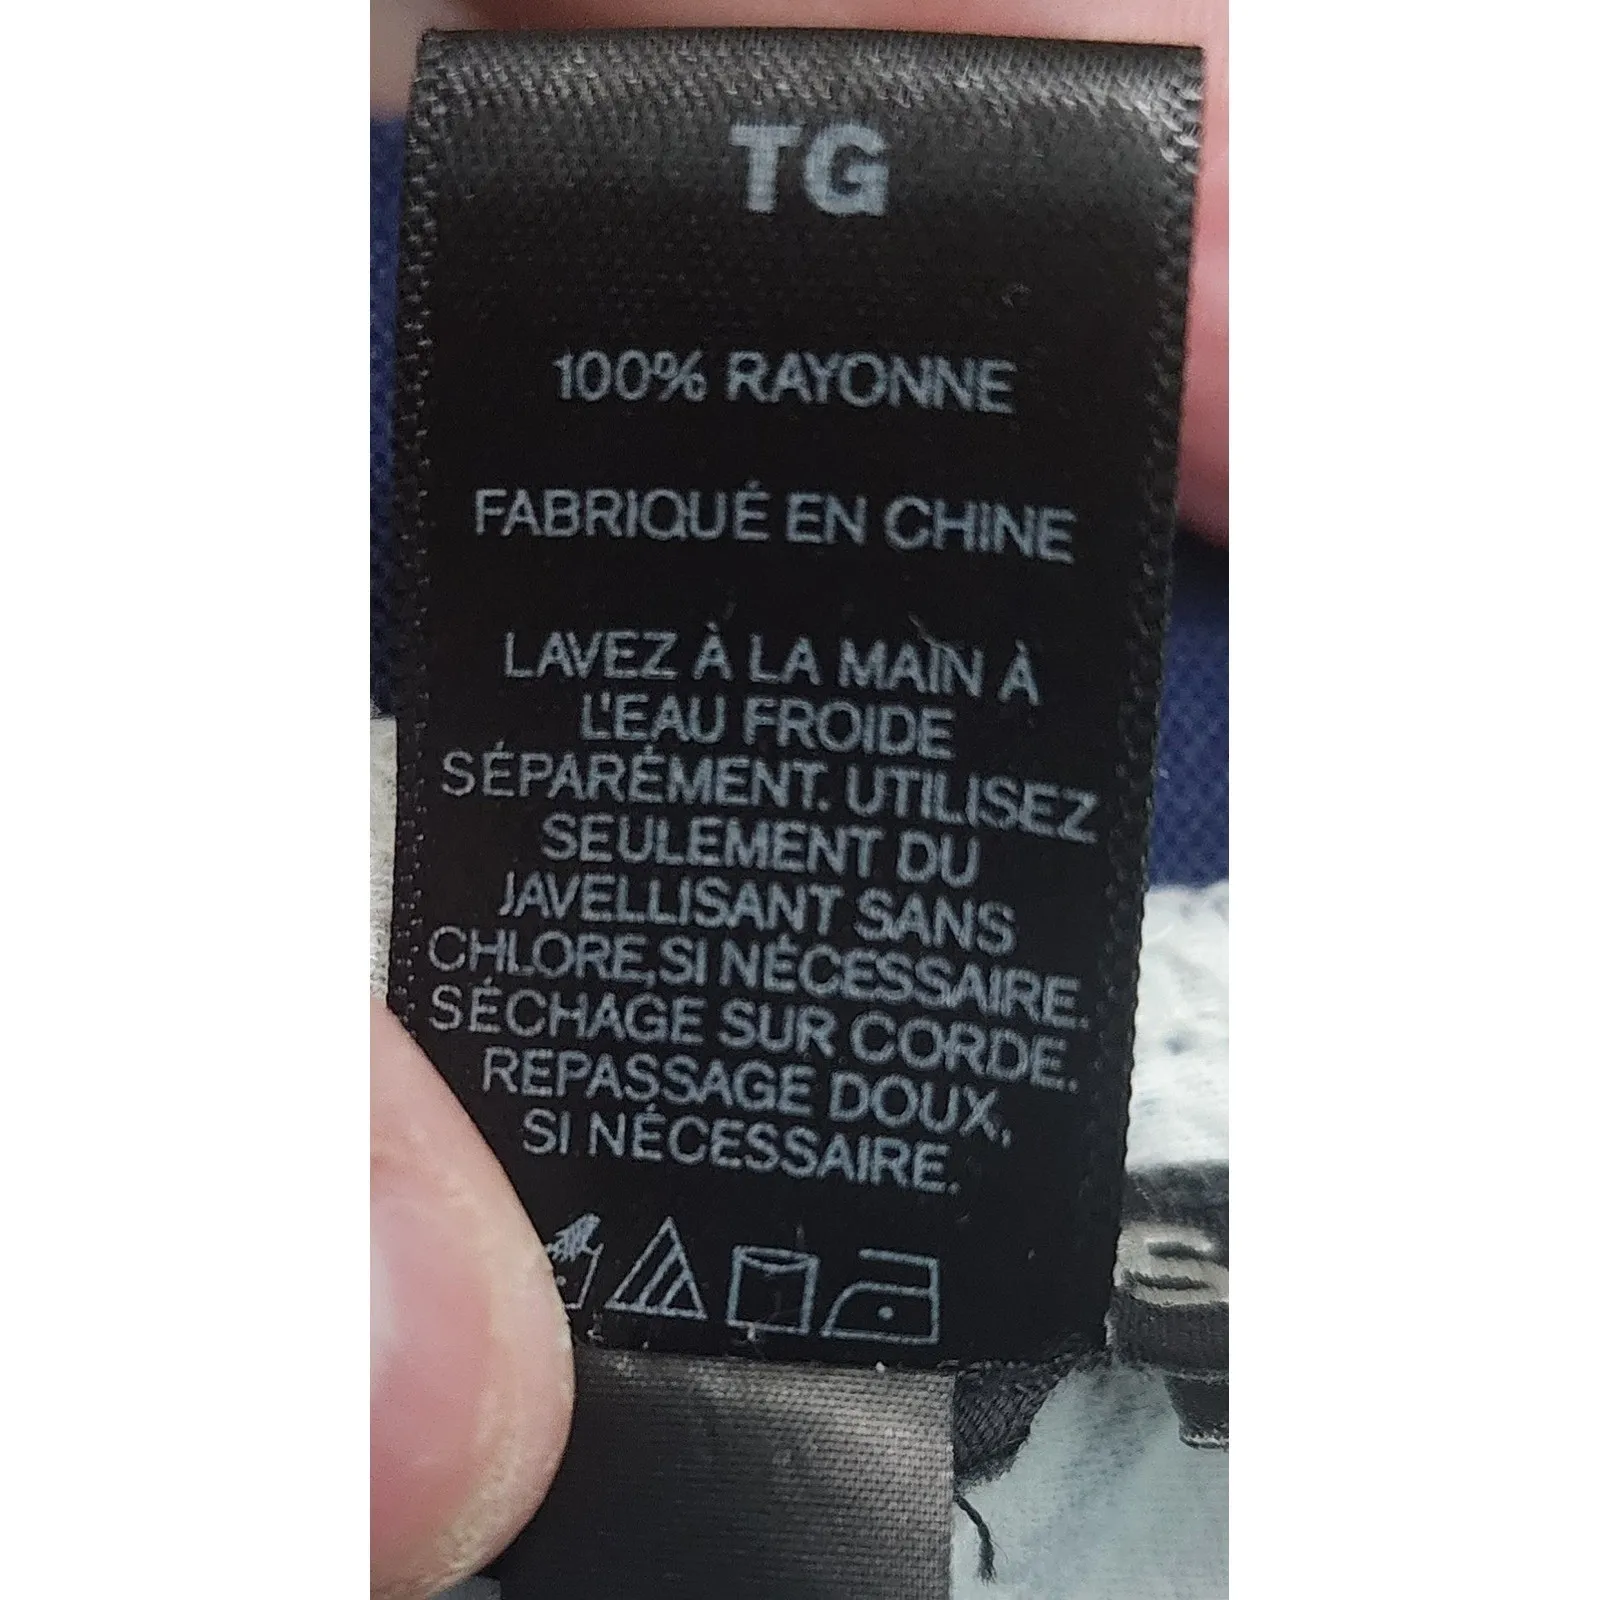 TG
100% RAYONNE
FABRIQUÉ EN CHINE
LAVEZ À LA MAIN À
L'EAU FROIDE
SÉPARÉMENT. UTILISEZ
SEULEMENT DU
JAVELLISANT SANS
CHLORE,SI NÉCESSAIRE.
SÉCHAGE SUR CORDE.
REPASSAGE DOUX,
SI NÉCESSAIRE.